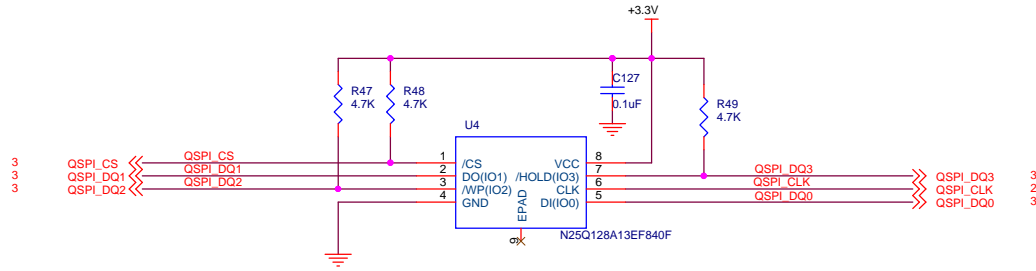 +3.3V
R47
4.7K
R48
4.7K
C127
0.1uF
R49
4.7K
U4
3 QSPI_CS QSPI_CS 1 /CS VCC 8
3 QSPI_DQ1 QSPI_DQ1 2 DO(IO1) /HOLD(IO3) 7 QSPI_DQ3 QSPI_DQ3 3
3 QSPI_DQ2 QSPI_DQ2 3 /WP(IO2) CLK 6 QSPI_CLK QSPI_CLK 2
4 GND DI(IO0) 5 QSPI_DQ0 QSPI_DQ0 3
EPAD
9
N25Q128A13EF840F